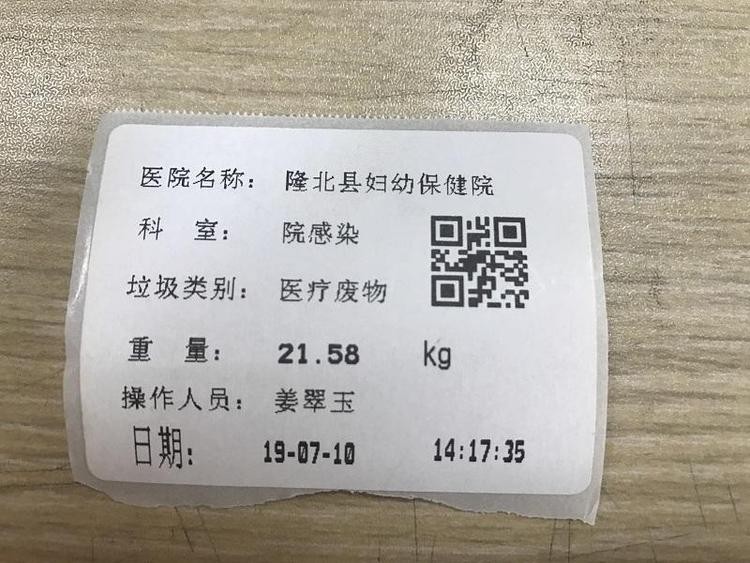 医院名称： 隆北县妇幼保健院
科 室： 院感染
垃圾类别： 医疗废物
重 量： 21.58 kg
操作人员： 姜翠玉
日期： 19-07-10 14:17:35